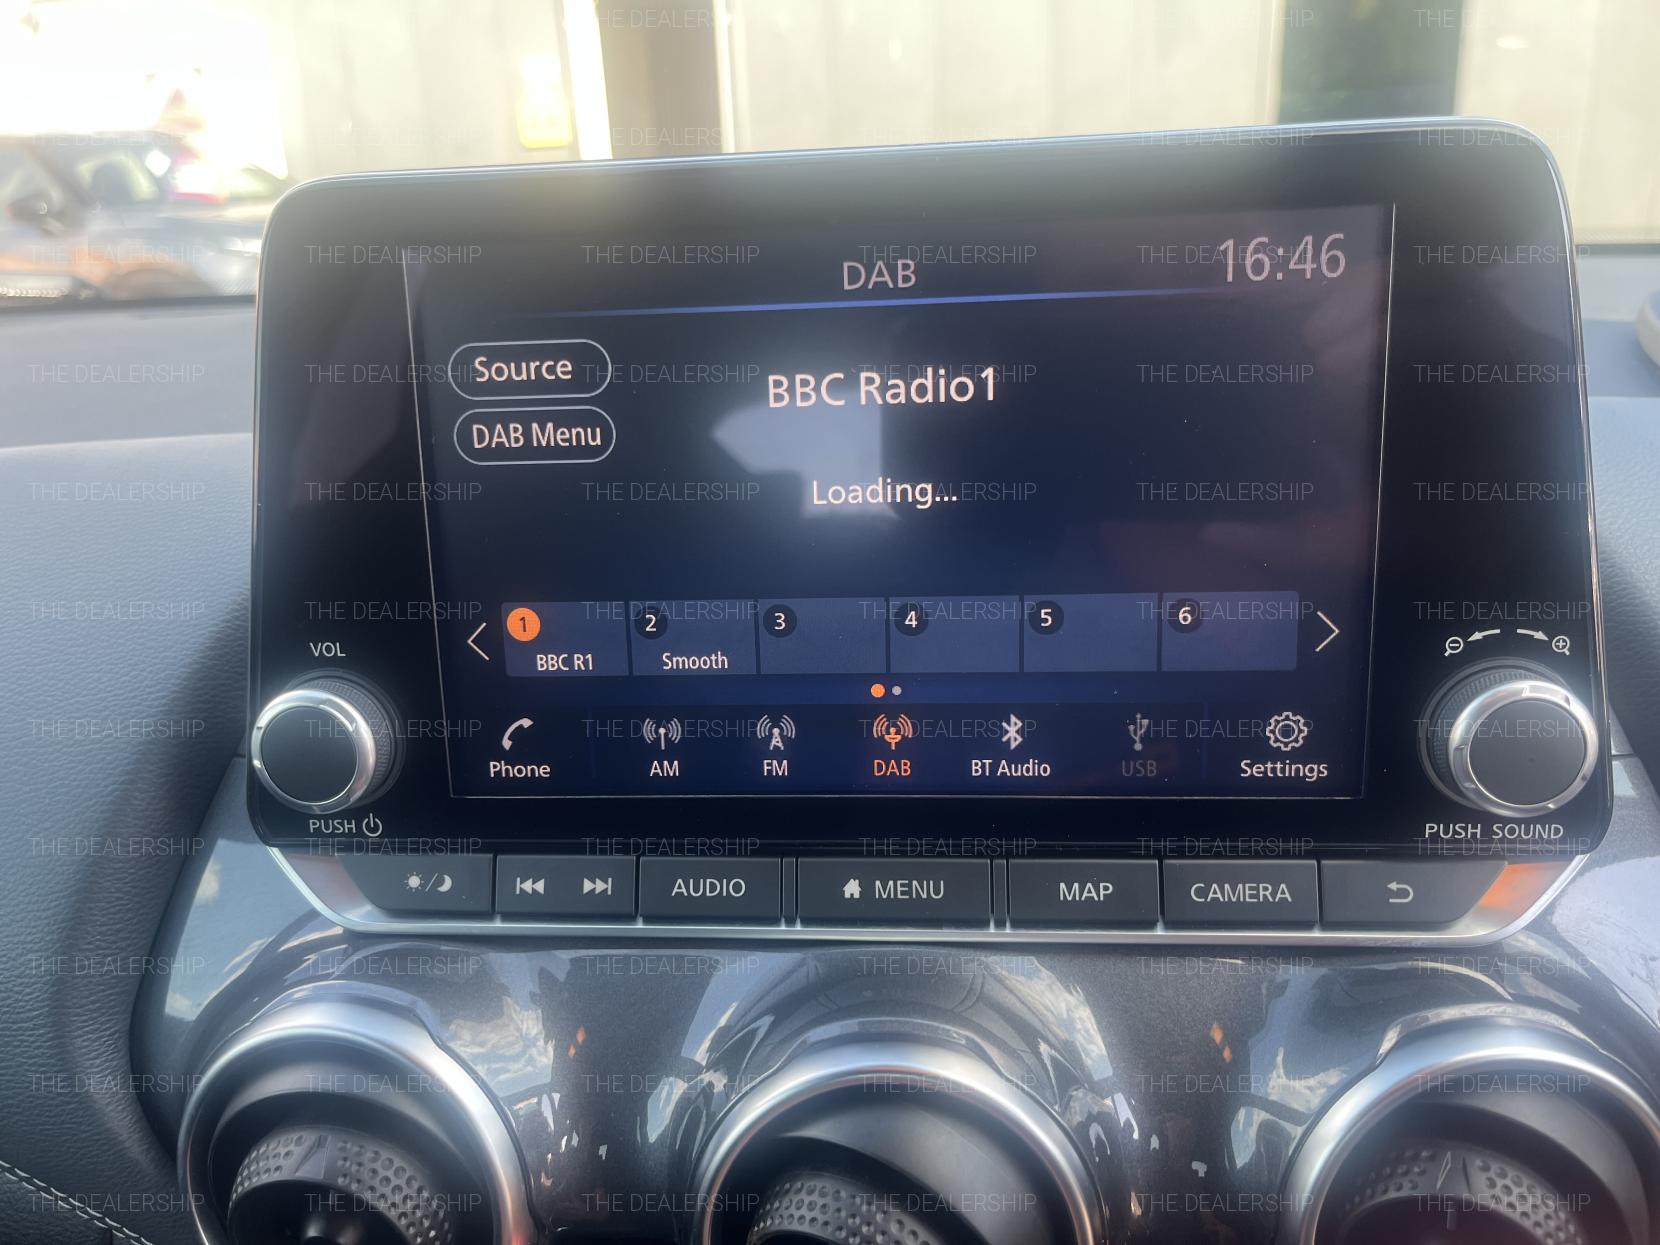 DAB
16:46
Source
BBC Radio1
DAB Menu
Loading...
1
2
3
4
5
6
BBC R1
Smooth
VOL
Phone
AM
FM
DAB
BT Audio
USB
Settings
PUSH
PUSH SOUND
AUDIO
MENU
MAP
CAMERA
THE DEALERSHIP